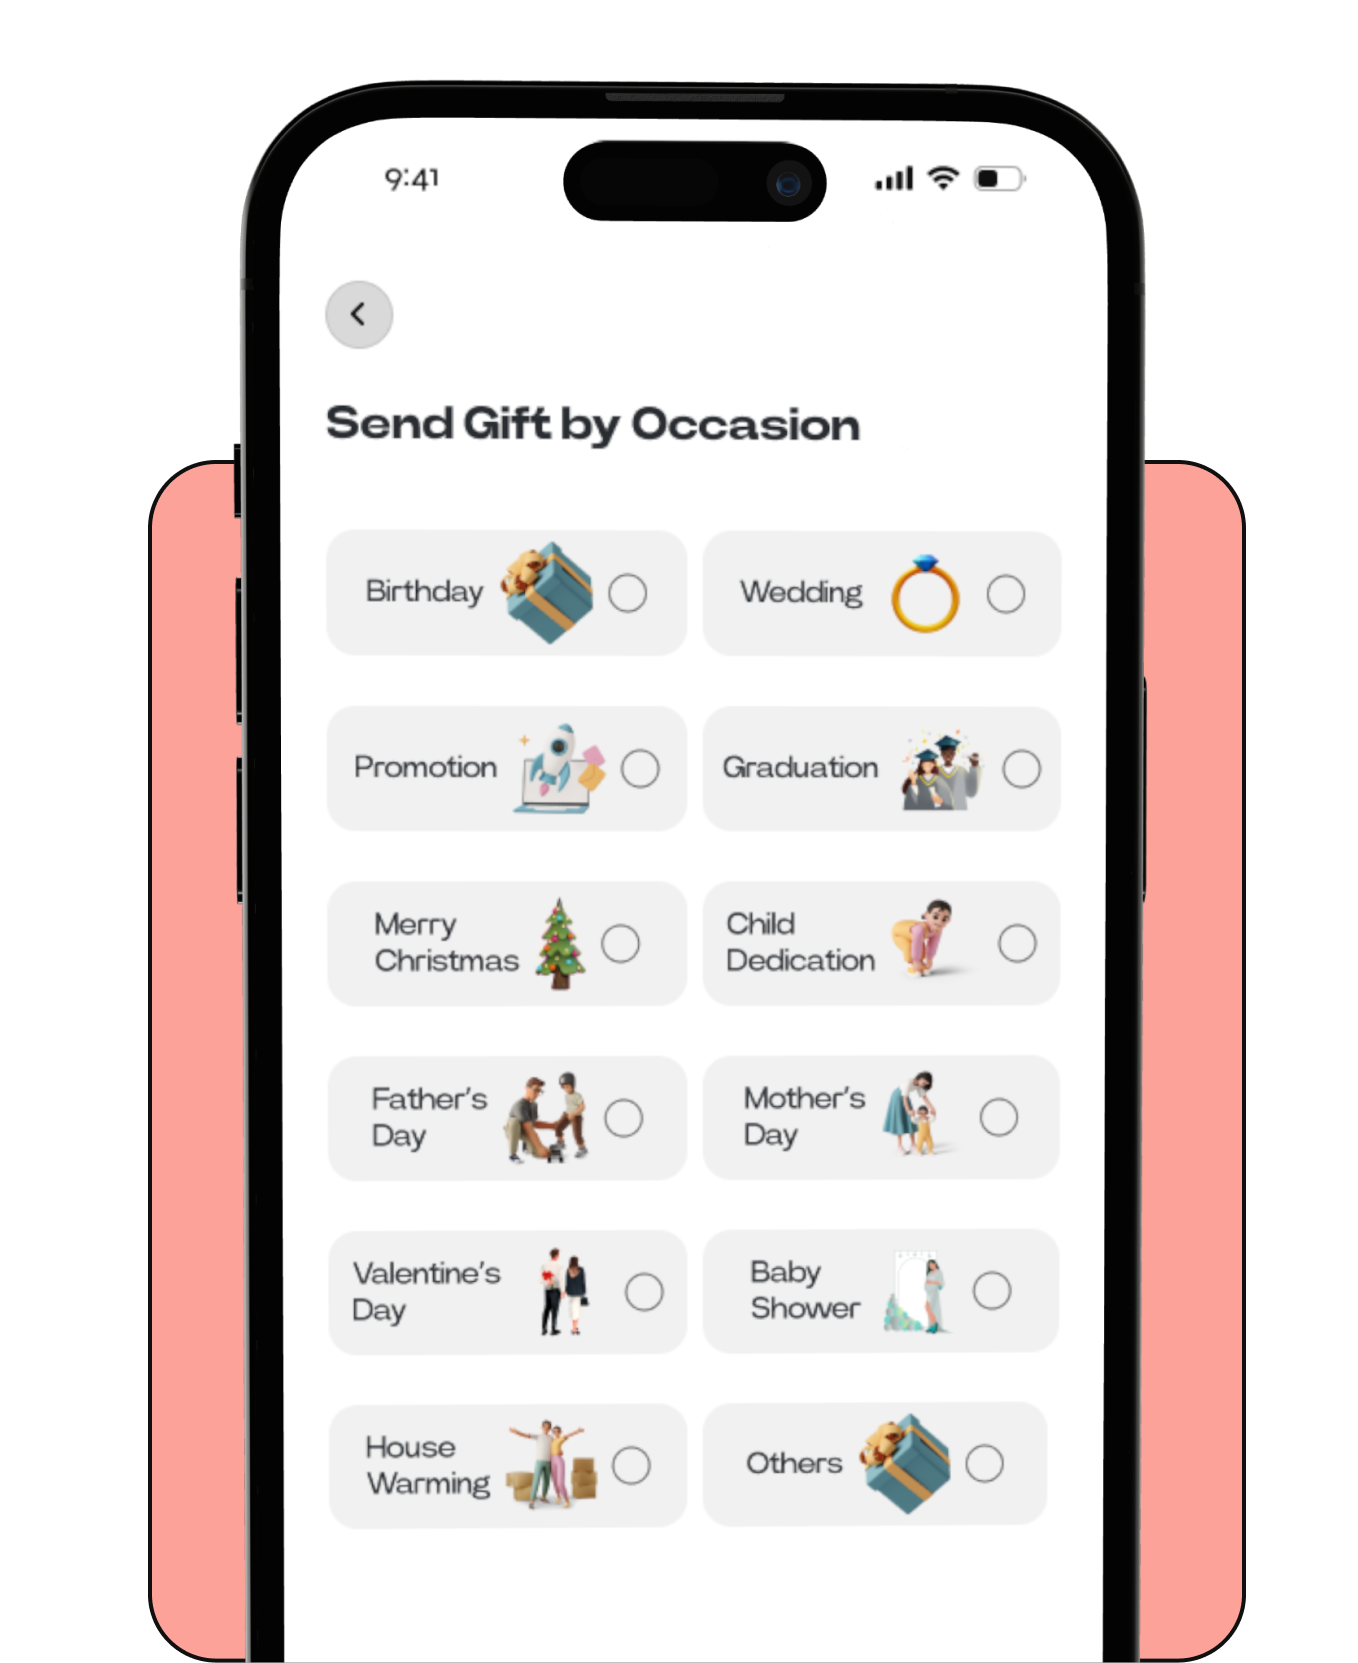 9:41
Send Gift by Occasion
Birthday
Wedding
Promotion
Graduation
Merry
Christmas
Child
Dedication
Father's
Day
Mother's
Day
Valentine's
Day
Baby
Shower
House
Warming
Others